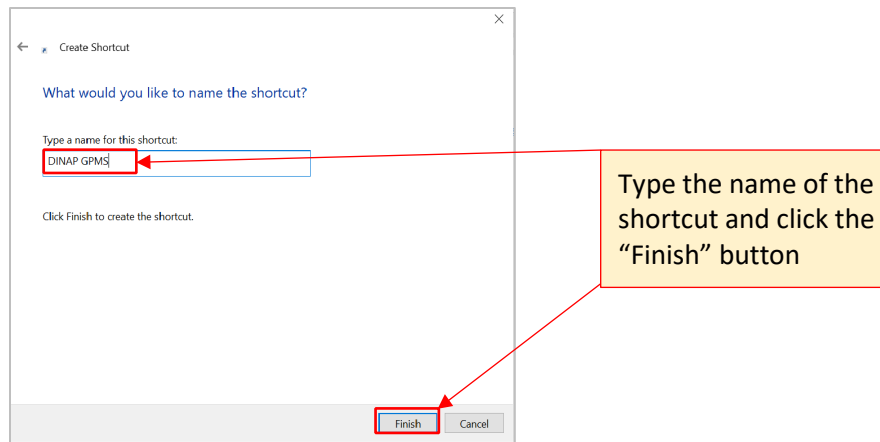 Create Shortcut
What would you like to name the shortcut?
Type a name for this shortcut:
DINAP GPMS
Click Finish to create the shortcut.
Finish
Cancel
Type the name of the
shortcut and click the
“Finish” button